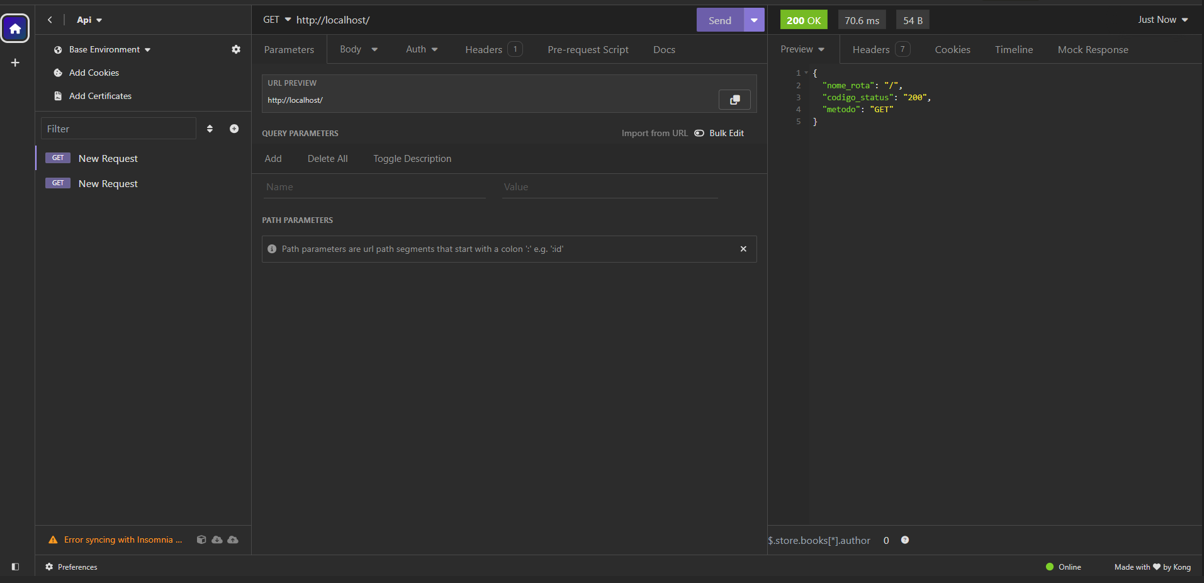 Api
Base Environment
Add Cookies
Add Certificates
Filter
GET New Request
GET New Request
Error syncing with Insomnia ...
Preferences
GET http://localhost/
Send
Parameters Body Auth Headers 1 Pre-request Script Docs
URL PREVIEW
http://localhost/
QUERY PARAMETERS Import from URL Bulk Edit
Add Delete All Toggle Description
Name Value
PATH PARAMETERS
Path parameters are url path segments that start with a colon ':' e.g. ':id'
200 OK 70.6 ms 54 B Just Now
Preview Headers 7 Cookies Timeline Mock Response
1 {
2 "nome_rota": "/",
3 "codigo_status": "200",
4 "metodo": "GET"
5 }
$.store.books[*].author 0
Online Made with ❤ by Kong